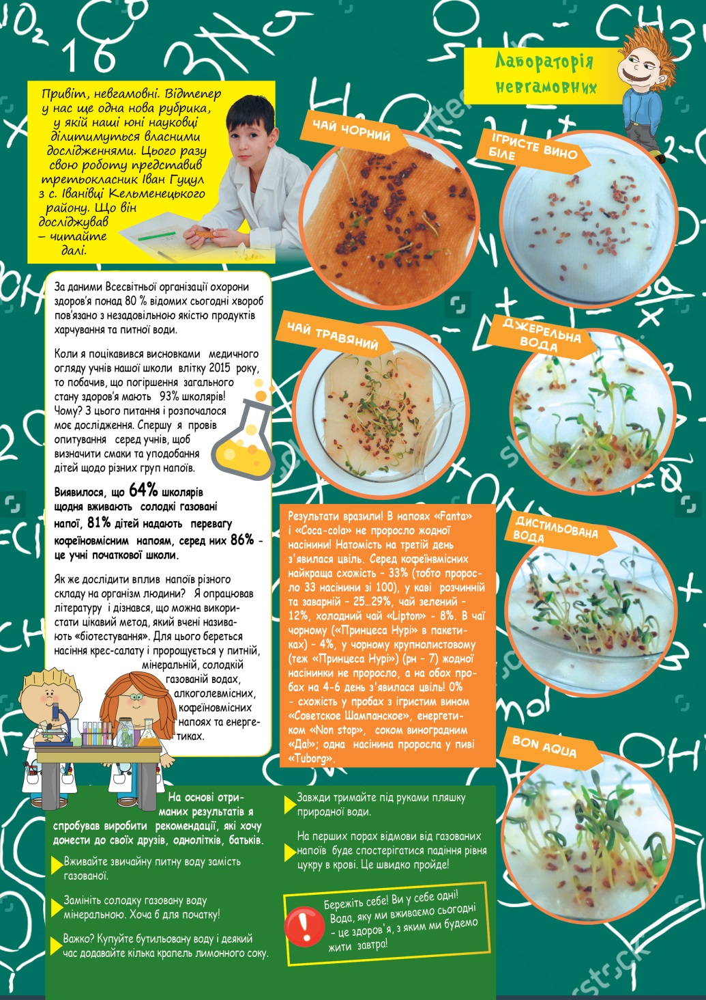 16
Лабораторія
невгамовних
Привіт, невгамовні. Відтепер
у нас ще одна нова рубрика,
у якій наші юні науковці
ділитимуться власними
дослідженнями. Цього разу
свою роботу представив
третьокласник Іван Гуцул
з с. Іванівці Кельменецького
району. Що він
досліджував
– читайте
далі.
ЧАЙ ЧОРНИЙ
ІГРИСТЕ ВИНО
БІЛЕ
ЧАЙ ТРАВЯНИЙ
ДЖЕРЕЛЬНА
ВОДА
ДИСТИЛЬОВАНА
ВОДА
BON AQUA
За даними Всесвітньої організації охорони
здоров'я понад 80 % відомих сьогодні хвороб
пов'язано з незадовільною якістю продуктів
харчування та питної води.
Коли я поцікавився висновками медичного
огляду учнів нашої школи влітку 2015 року,
то побачив, що погіршення загального
стану здоров'я мають 93% школярів!
Чому? З цього питання і розпочалося
моє дослідження. Спершу я провів
опитування серед учнів, щоб
визначити смаки та уподобання
дітей щодо різних груп напоїв.
Виявилося, що 64% школярів
щодня вживають солодкі газовані
напої, 81% дітей надають перевагу
кофеїновмісним напоям, серед них 86% -
це учні початкової школи.
Як же дослідити вплив напоїв різного
складу на організм людини? Я опрацював
літературу і дізнався, що можна викори-
стати цікавий метод, який вчені назива-
ють «біотестування». Для цього береться
насіння крес-салату і пророщується у питній,
мінеральній, солодкій
газованій водах,
алкоголевмісних,
кофеїновмісних
напоях та енерге-
тиках.
Результати вразили! В напоях «Fanta»
і «Coca-cola» не проросло жодної
насінини! Натомість на третій день
з'явилася цвіль. Серед кофеїнвмісних
найкраща схожість - 33% (тобто пророс-
ло 33 насінини зі 100), у каві розчинній
та заварній - 25...29%, чай зелений -
12%, холодний чай «Lipton» - 8%. В чаї
чорному («Принцеса Нурі» в пакети-
ках) - 4%, у чорному крупнолистовому
(теж «Принцеса Нурі») (рн - 7) жодної
насінинки не проросло, а на обох про-
бах на 4-6 день з'явилася цвіль! 0%
- схожість у пробах з ігристим вином
«Советское Шампанское», енергети-
ком «Non stop», соком виноградним
«Да!»; одна насінина проросла у пиві
«Tuborg».
На основі отри-
маних результатів я
спробував виробити рекомендації, які хочу
донести до своїх друзів, однолітків, батьків.
Вживайте звичайну питну воду замість
газованої.
Замініть солодку газовану воду
мінеральною. Хоча б для початку!
Важко? Купуйте бутильовану воду і деякий
час додавайте кілька крапель лимонного соку.
Завжди тримайте під руками пляшку
природної води.
На перших порах відмови від газованих
напоїв буде спостерігатися падіння рівня
цукру в крові. Це швидко пройде!
Бережіть себе! Ви у себе одні!
Вода, яку ми вживаємо сьогодні
- це здоров'я, з яким ми будемо
жити завтра!